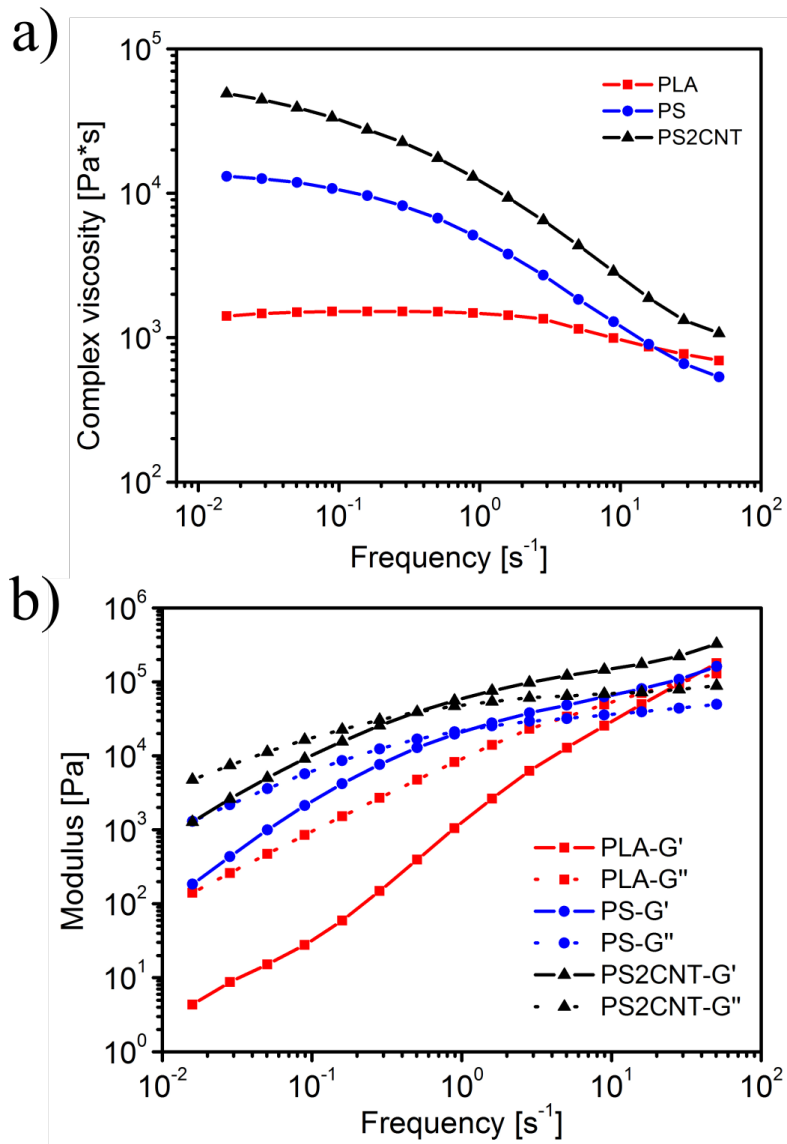 a)
10^5
10^4
10^3
10^2
Complex viscosity [Pa*s]
PLA
PS
PS2CNT
10^-2 10^-1 10^0 10^1 10^2
Frequency [s^-1]
b)
10^6
10^5
10^4
10^3
10^2
10^1
10^0
Modulus [Pa]
PLA-G'
PLA-G"
PS-G'
PS-G"
PS2CNT-G'
PS2CNT-G"
10^-2 10^-1 10^0 10^1 10^2
Frequency [s^-1]